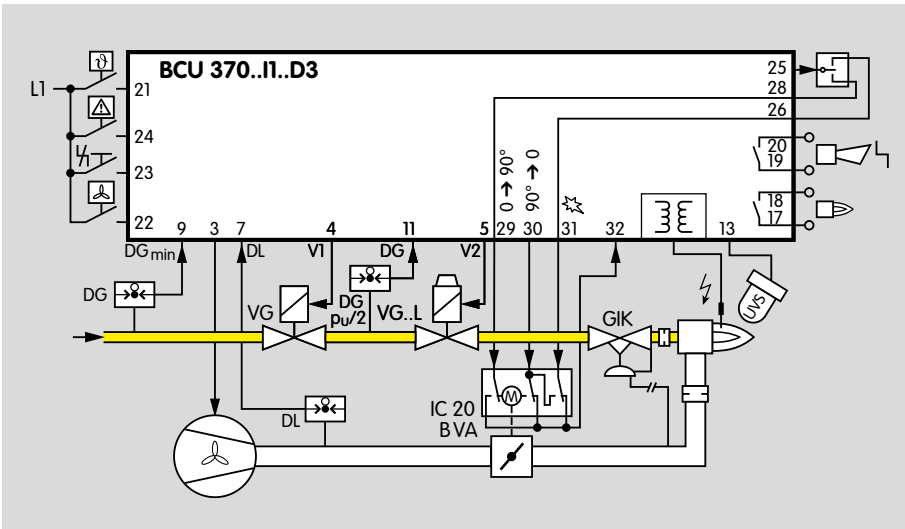 BCU 370..I1..D3
ϑ
L1
21
24
23
22
25
28
26
20
19
18
17
0 → 90°
90° → 0
9
3
7
4
11
5
29
30
31
32
13
DG min
DL
V1
DG
V2
DG
DG
pu/2
VG
VG..L
GIK
UVS
M
IC 20
BVA
DL